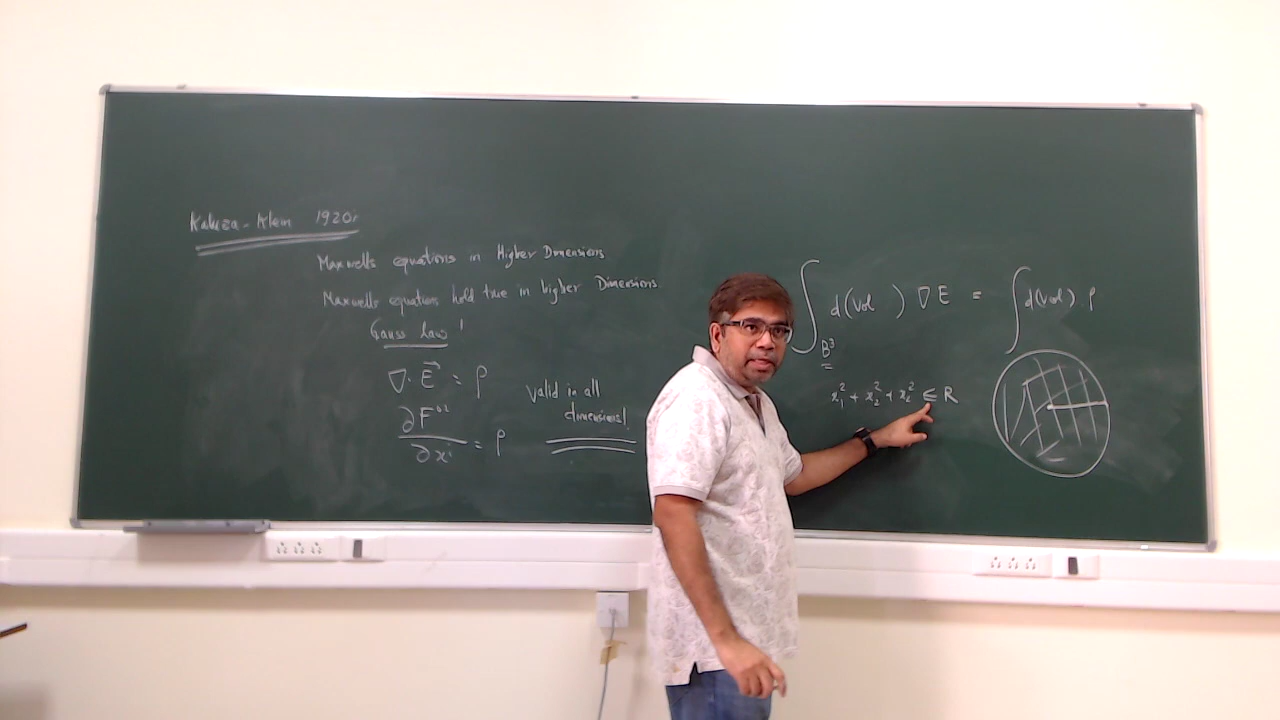 Kaluza-Klein 1920s
Maxwells equations in Higher Dimensions
Maxwells equations hold true in higher Dimensions.
Gauss law!
∇·E⃗ = ρ
valid in all
dimensions!
∂F⁰ⁱ/∂xⁱ = ρ
∫_{B³} d(Vol) ∇E = ∫ d(Vol). ρ
x₁² + x₂² + x₃² ≤ R